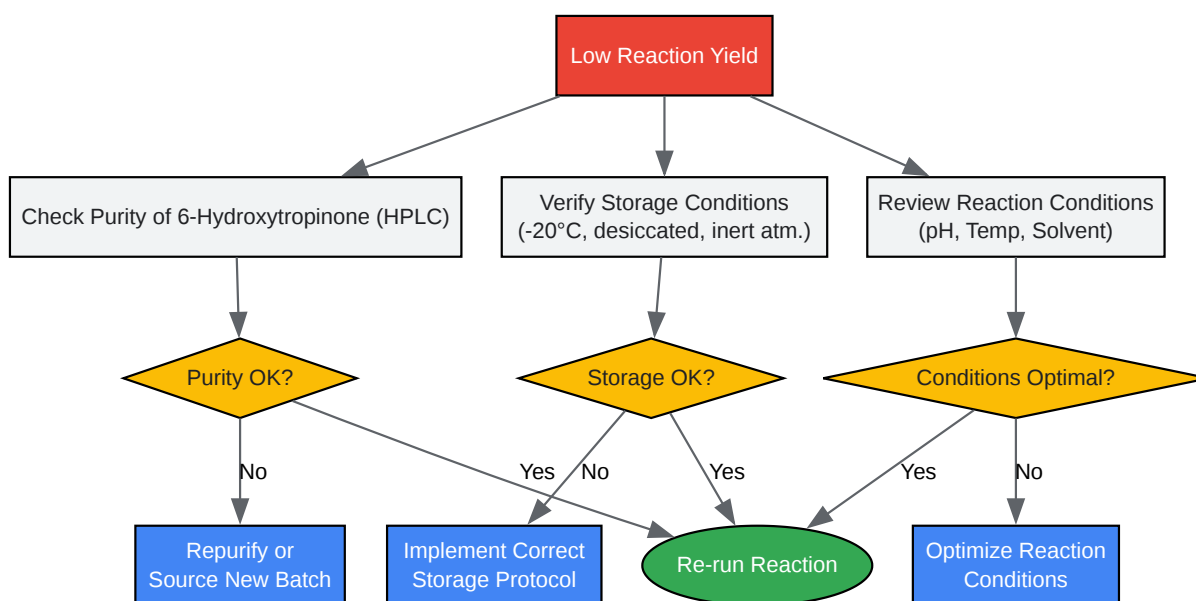 Low Reaction Yield
Check Purity of 6-Hydroxytropinone (HPLC)
Verify Storage Conditions
(-20°C, desiccated, inert atm.)
Review Reaction Conditions
(pH, Temp, Solvent)
Purity OK?
Storage OK?
Conditions Optimal?
No
Yes
No
Yes
Yes
No
Repurify or
Source New Batch
Implement Correct
Storage Protocol
Re-run Reaction
Optimize Reaction
Conditions